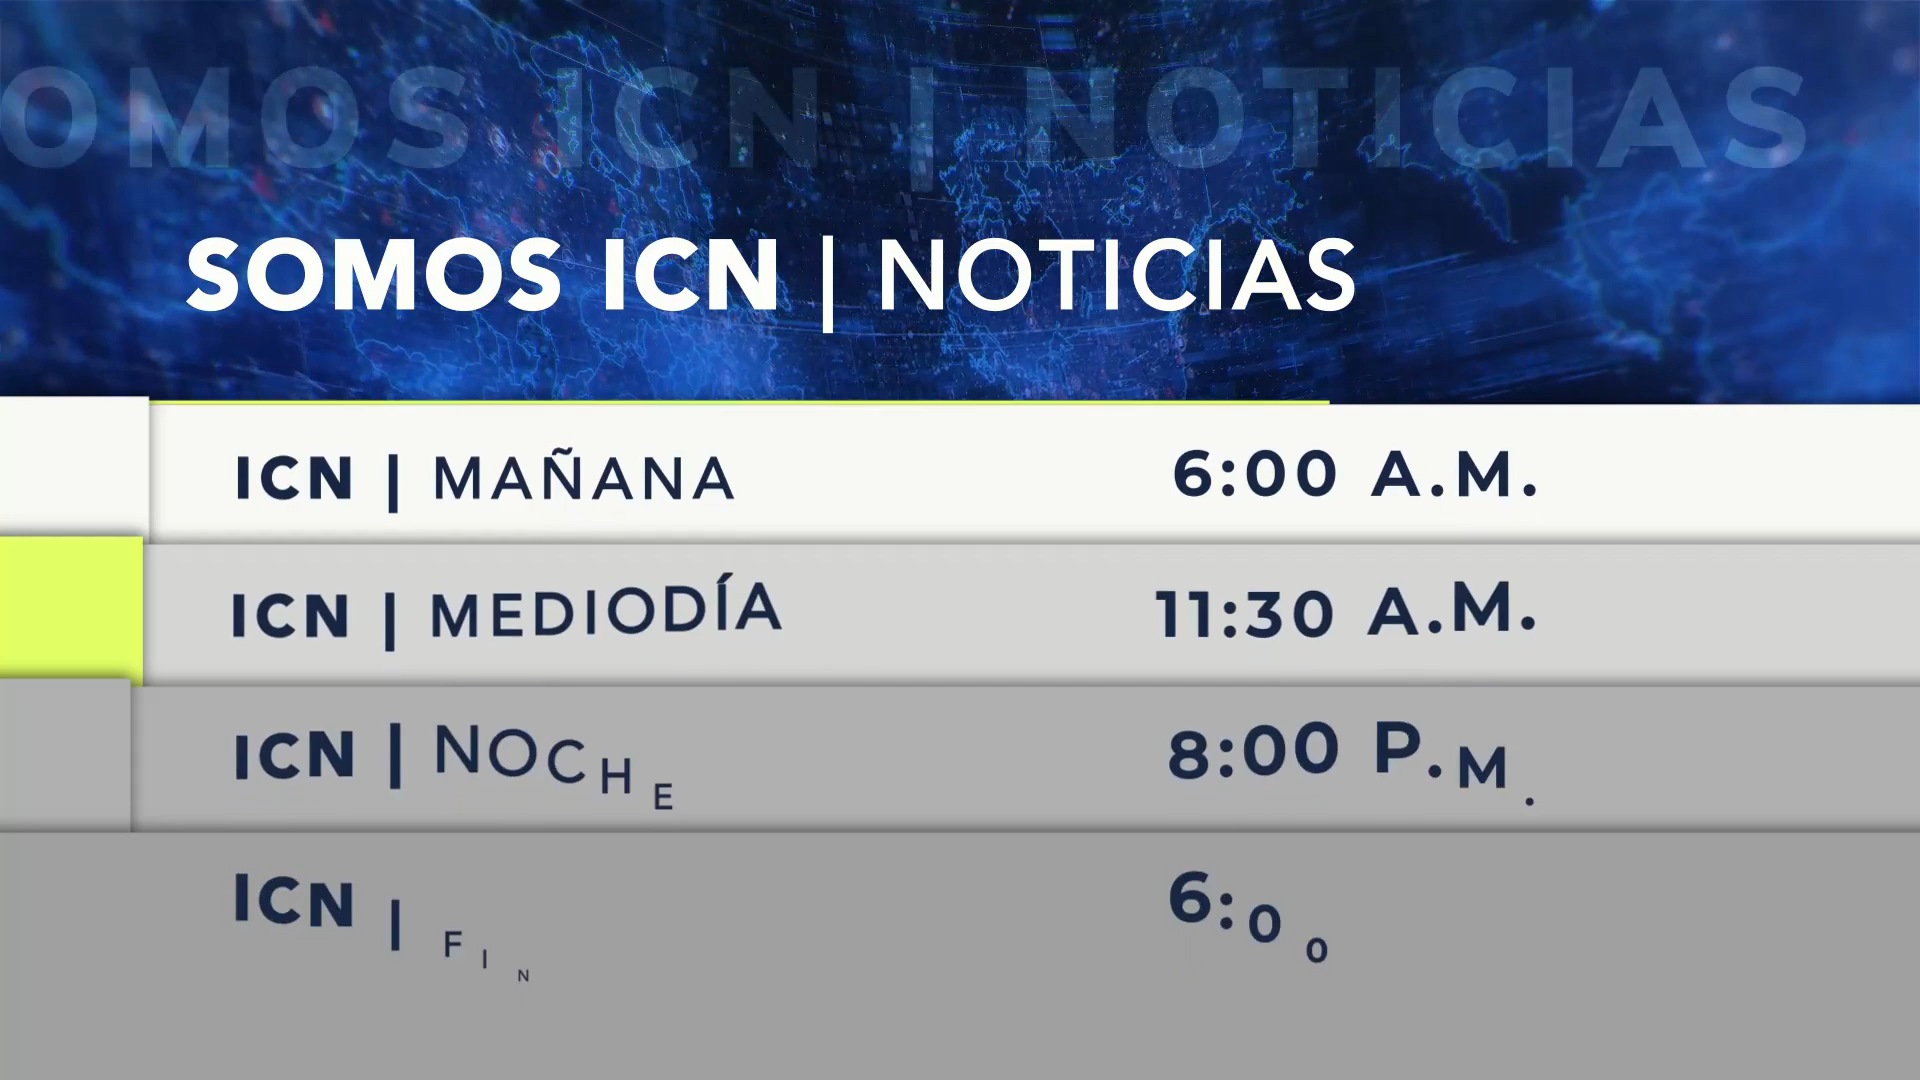 OMOS ICN | NOTICIAS
SOMOS ICN | NOTICIAS
ICN | MAÑANA 6:00 A.M.
ICN | MEDIODÍA 11:30 A.M.
ICN | NOCHE 8:00 P.M.
ICN | FIN 6:00